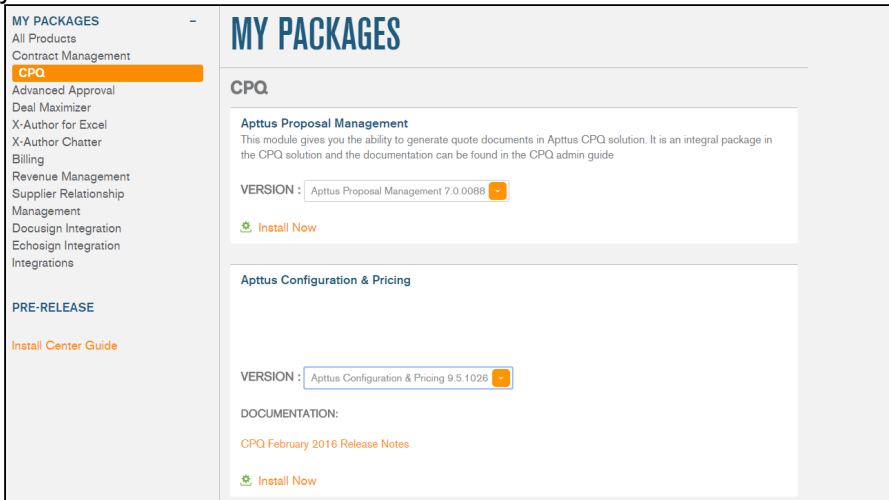 MY PACKAGES -
All Products
Contract Management
CPQ
Advanced Approval
Deal Maximizer
X-Author for Excel
X-Author Chatter
Billing
Revenue Management
Supplier Relationship
Management
Docusign Integration
Echosign Integration
Integrations
PRE-RELEASE
Install Center Guide
MY PACKAGES
CPQ
Apttus Proposal Management
This module gives you the ability to generate quote documents in Apttus CPQ solution. It is an integral package in
the CPQ solution and the documentation can be found in the CPQ admin guide
VERSION : Apttus Proposal Management 7.0.0088
Install Now
Apttus Configuration & Pricing
VERSION : Apttus Configuration & Pricing 9.5.1026
DOCUMENTATION:
CPQ February 2016 Release Notes
Install Now